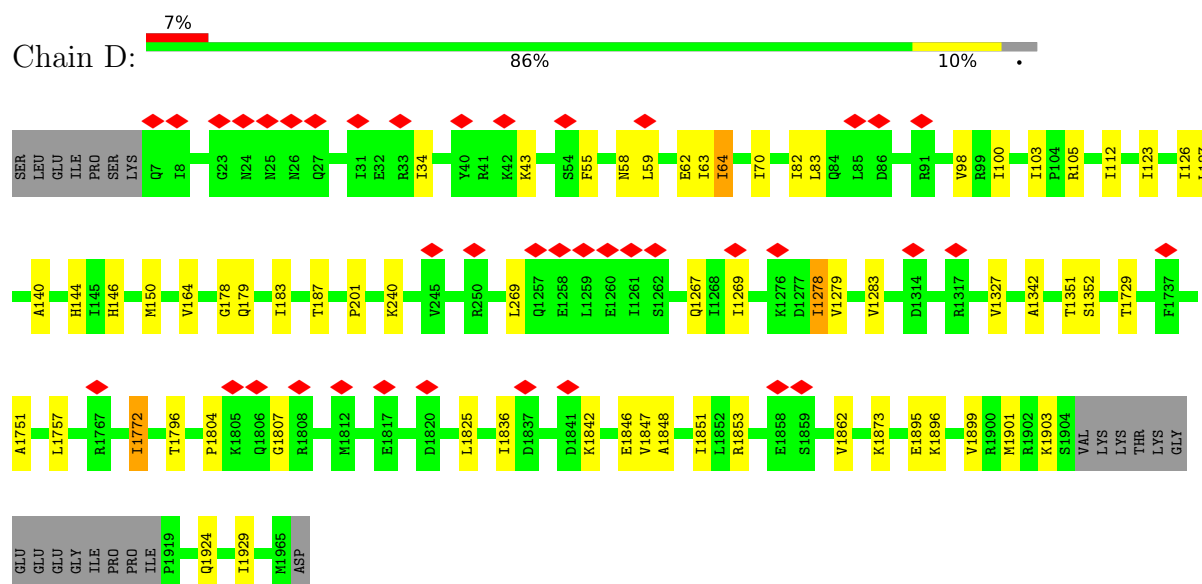 7%
Chain D:
86% 10% •
SER LEU GLU ILE PRO SER LYS Q7 I8 G23 N24 N25 N26 Q27 I31 E32 R33 I34 Y40 R41 K42 K43 S54 F55 N58 L59 E62 I63 I64 I70 I82 L83 Q84 L85 D86 R91 V98 R99 I100 I103 P104 R105 I112 I123 I126
A140 H144 I145 H146 M150 V164 G178 Q179 I183 T187 P201 K240 V245 R250 L269 Q1257 E1258 L1259 E1260 I1261 S1262 Q1267 I1268 I1269 K1276 D1277 I1278 V1279 V1283 D1314 R1317 V1327 A1342 T1351 S1352 T1729 F1737
A1751 L1757 R1767 I1772 T1796 P1804 K1805 Q1806 G1807 R1808 M1812 E1817 D1820 L1825 I1836 D1837 D1841 K1842 E1846 V1847 A1848 I1851 L1852 R1853 E1858 S1859 V1862 K1873 E1895 K1896 V1899 R1900 M1901 R1902 K1903 S1904 VAL LYS LYS THR LYS GLY
GLU GLU GLU GLY ILE PRO PRO ILE P1919 Q1924 I1929 M1965 ASP